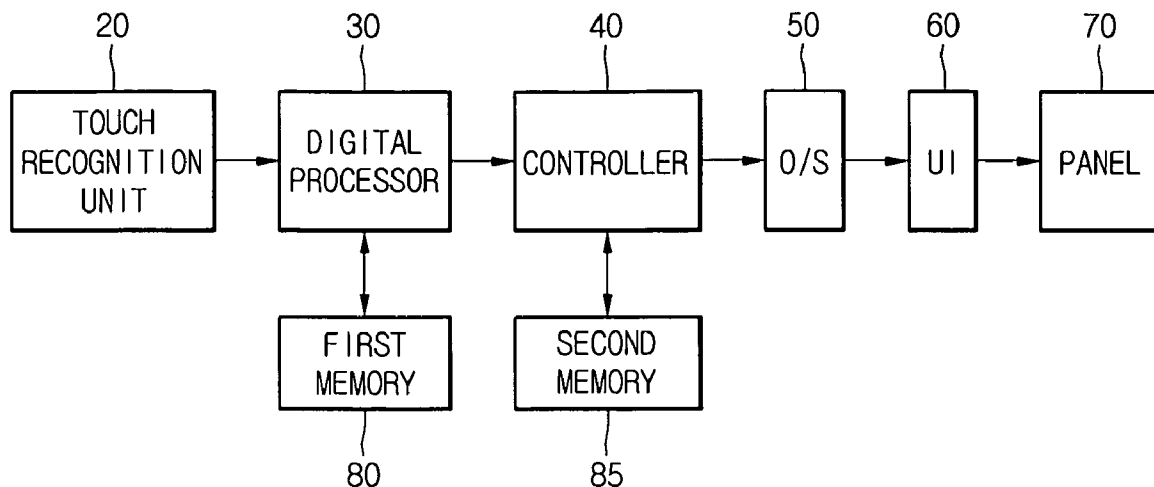 20 30 40 50 60 70
TOUCH
RECOGNITION
UNIT
DIGITAL
PROCESSOR
CONTROLLER
O/S
UI
PANEL
FIRST
MEMORY
SECOND
MEMORY
80 85